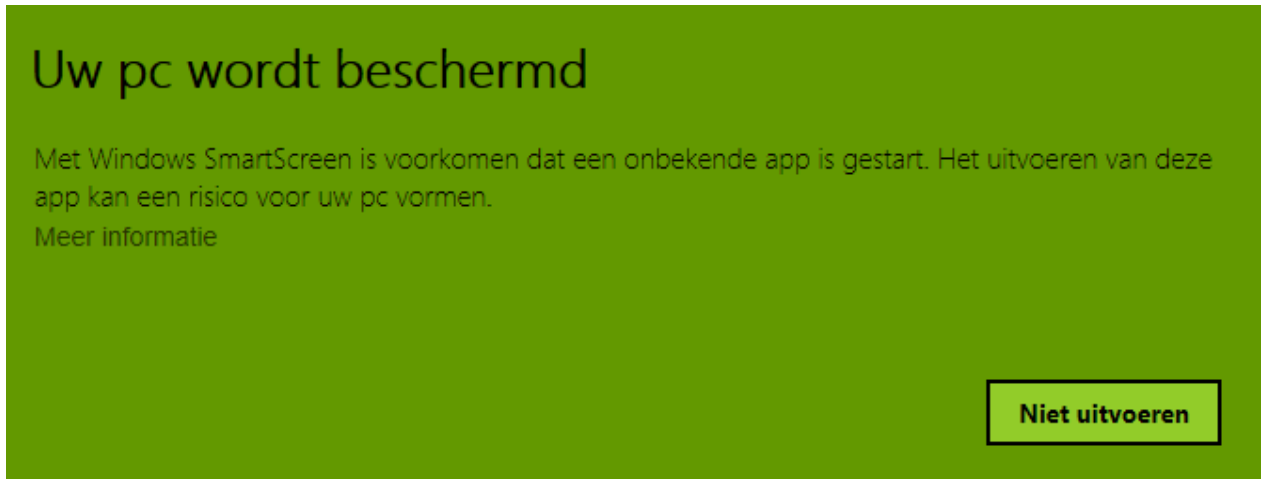 Uw pc wordt beschermd
Met Windows SmartScreen is voorkomen dat een onbekende app is gestart. Het uitvoeren van deze
app kan een risico voor uw pc vormen.
Meer informatie
Niet uitvoeren